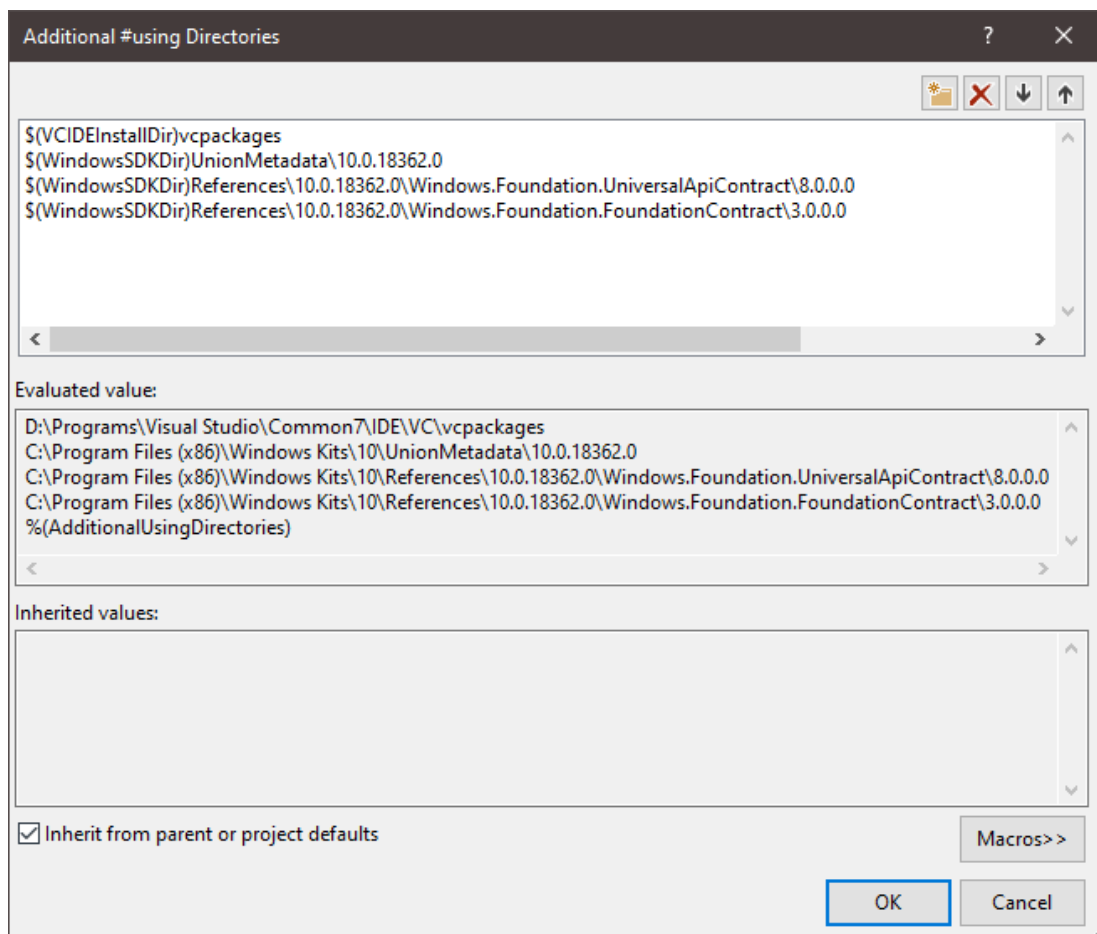 Additional #using Directories
?
$(VCIDEInstallDir)vcpackages
$(WindowsSDKDir)UnionMetadata\10.0.18362.0
$(WindowsSDKDir)References\10.0.18362.0\Windows.Foundation.UniversalApiContract\8.0.0.0
$(WindowsSDKDir)References\10.0.18362.0\Windows.Foundation.FoundationContract\3.0.0.0
Evaluated value:
D:\Programs\Visual Studio\Common7\IDE\VC\vcpackages
C:\Program Files (x86)\Windows Kits\10\UnionMetadata\10.0.18362.0
C:\Program Files (x86)\Windows Kits\10\References\10.0.18362.0\Windows.Foundation.UniversalApiContract\8.0.0.0
C:\Program Files (x86)\Windows Kits\10\References\10.0.18362.0\Windows.Foundation.FoundationContract\3.0.0.0
%(AdditionalUsingDirectories)
Inherited values:
Inherit from parent or project defaults
Macros>>
OK
Cancel